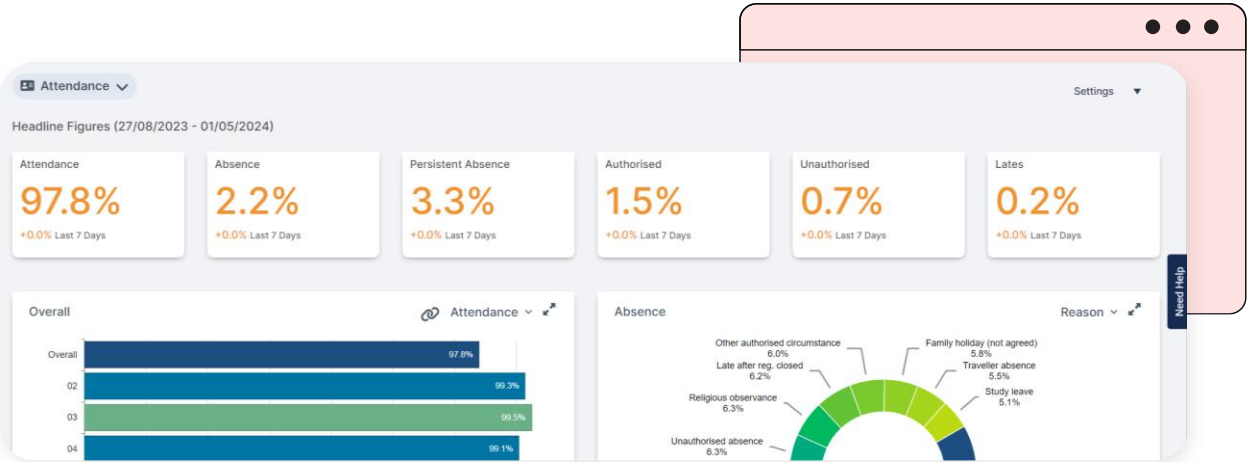 Attendance
Settings
Headline Figures (27/08/2023 - 01/05/2024)
Attendance
97.8%
+0.0% Last 7 Days
Absence
2.2%
+0.0% Last 7 Days
Persistent Absence
3.3%
+0.0% Last 7 Days
Authorised
1.5%
+0.0% Last 7 Days
Unauthorised
0.7%
+0.0% Last 7 Days
Lates
0.2%
+0.0% Last 7 Days
Need Help
Overall
Attendance
Overall
97.8%
02
99.3%
03
99.5%
04
99.1%
Absence
Reason
Other authorised circumstance
6.0%
Late after reg. closed
6.2%
Religious observance
6.3%
Unauthorised absence
6.3%
Family holiday (not agreed)
5.8%
Traveller absence
5.5%
Study leave
5.1%